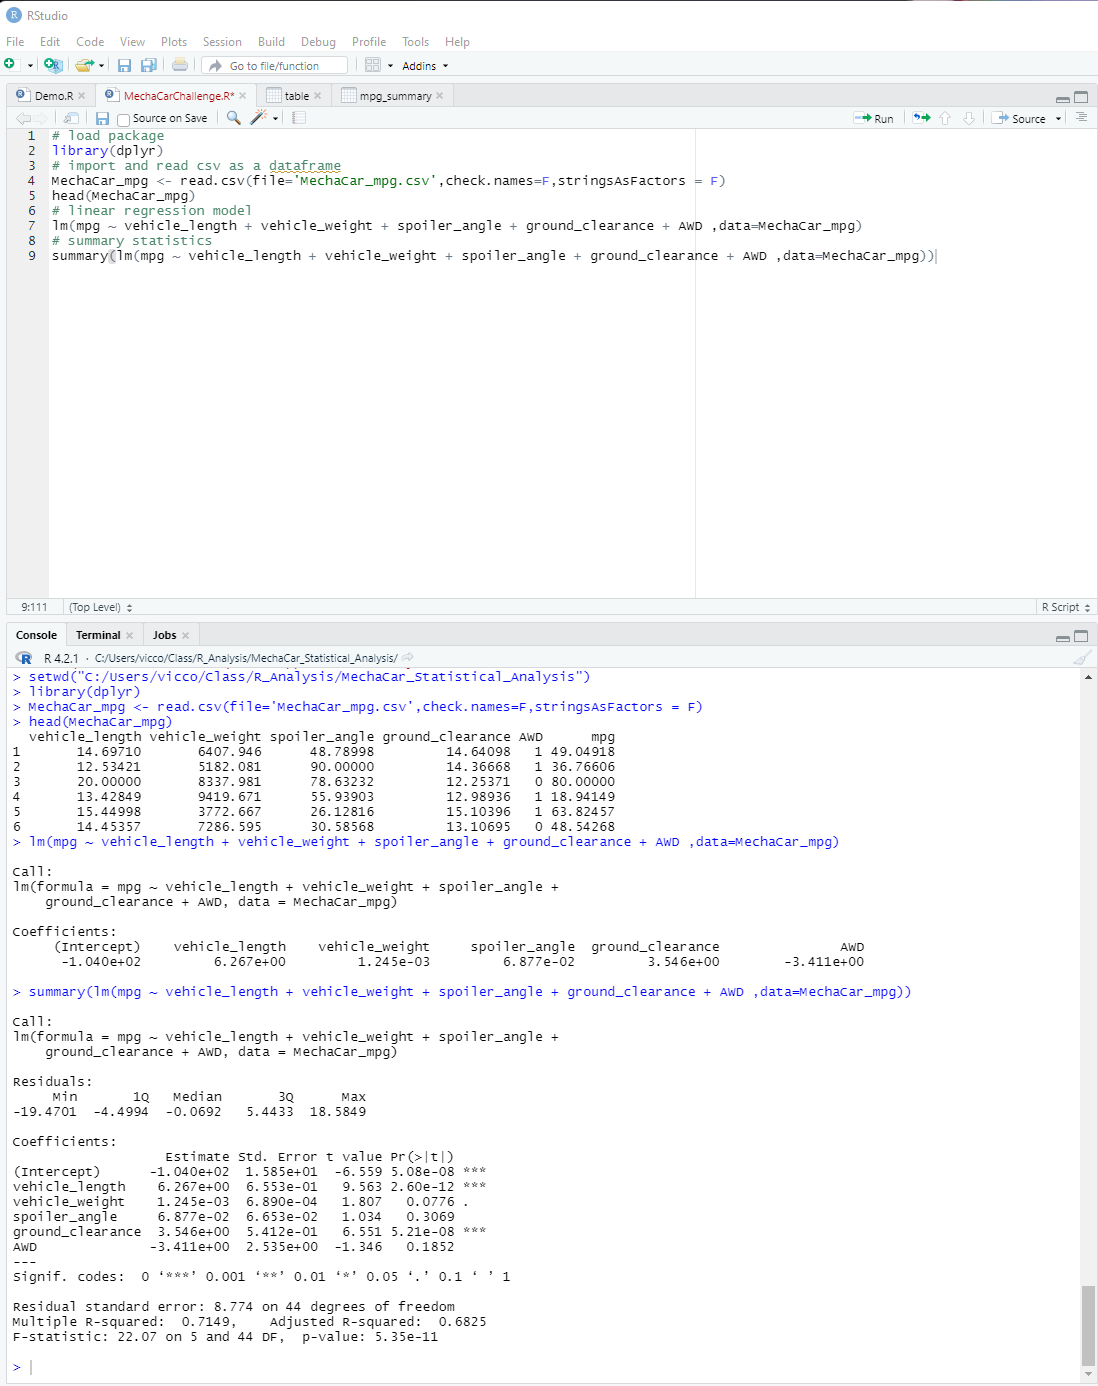 RStudio
File Edit Code View Plots Session Build Debug Profile Tools Help
Go to file/function Addins
Demo.R MechaCarChallenge.R* table mpg_summary
Source on Save Run Source
1 # load package
2 library(dplyr)
3 # import and read csv as a dataframe
4 MechaCar_mpg <- read.csv(file='MechaCar_mpg.csv',check.names=F,stringsAsFactors = F)
5 head(MechaCar_mpg)
6 # linear regression model
7 lm(mpg ~ vehicle_length + vehicle_weight + spoiler_angle + ground_clearance + AWD ,data=MechaCar_mpg)
8 # summary statistics
9 summary(lm(mpg ~ vehicle_length + vehicle_weight + spoiler_angle + ground_clearance + AWD ,data=MechaCar_mpg))
9:111 (Top Level) R Script
Console Terminal Jobs
R 4.2.1 · C:/Users/vicco/Class/R_Analysis/MechaCar_Statistical_Analysis/
> setwd("C:/Users/vicco/Class/R_Analysis/MechaCar_Statistical_Analysis")
> library(dplyr)
> MechaCar_mpg <- read.csv(file='MechaCar_mpg.csv',check.names=F,stringsAsFactors = F)
> head(MechaCar_mpg)
  vehicle_length vehicle_weight spoiler_angle ground_clearance AWD      mpg
1       14.69710       6407.946      48.78998         14.64098   1 49.04918
2       12.53421       5182.081      90.00000         14.36668   1 36.76606
3       20.00000       8337.981      78.63232         12.25371   0 80.00000
4       13.42849       9419.671      55.93903         12.98936   1 18.94149
5       15.44998       3772.667      26.12816         15.10396   1 63.82457
6       14.45357       7286.595      30.58568         13.10695   0 48.54268
> lm(mpg ~ vehicle_length + vehicle_weight + spoiler_angle + ground_clearance + AWD ,data=MechaCar_mpg)
Call:
lm(formula = mpg ~ vehicle_length + vehicle_weight + spoiler_angle +
    ground_clearance + AWD, data = MechaCar_mpg)
Coefficients:
     (Intercept)    vehicle_length    vehicle_weight     spoiler_angle  ground_clearance               AWD
      -1.040e+02         6.267e+00         1.245e-03         6.877e-02         3.546e+00        -3.411e+00
> summary(lm(mpg ~ vehicle_length + vehicle_weight + spoiler_angle + ground_clearance + AWD ,data=MechaCar_mpg))
Call:
lm(formula = mpg ~ vehicle_length + vehicle_weight + spoiler_angle +
    ground_clearance + AWD, data = MechaCar_mpg)
Residuals:
     Min       1Q   Median       3Q      Max
-19.4701  -4.4994  -0.0692   5.4433  18.5849
Coefficients:
                   Estimate Std. Error t value Pr(>|t|)
(Intercept)      -1.040e+02  1.585e+01  -6.559 5.08e-08 ***
vehicle_length    6.267e+00  6.553e-01   9.563 2.60e-12 ***
vehicle_weight    1.245e-03  6.890e-04   1.807   0.0776 .
spoiler_angle     6.877e-02  6.653e-02   1.034   0.3069
ground_clearance  3.546e+00  5.412e-01   6.551 5.21e-08 ***
AWD              -3.411e+00  2.535e+00  -1.346   0.1852
---
Signif. codes:  0 ‘***’ 0.001 ‘**’ 0.01 ‘*’ 0.05 ‘.’ 0.1 ‘ ’ 1
Residual standard error: 8.774 on 44 degrees of freedom
Multiple R-squared:  0.7149,    Adjusted R-squared:  0.6825
F-statistic: 22.07 on 5 and 44 DF,  p-value: 5.35e-11
>